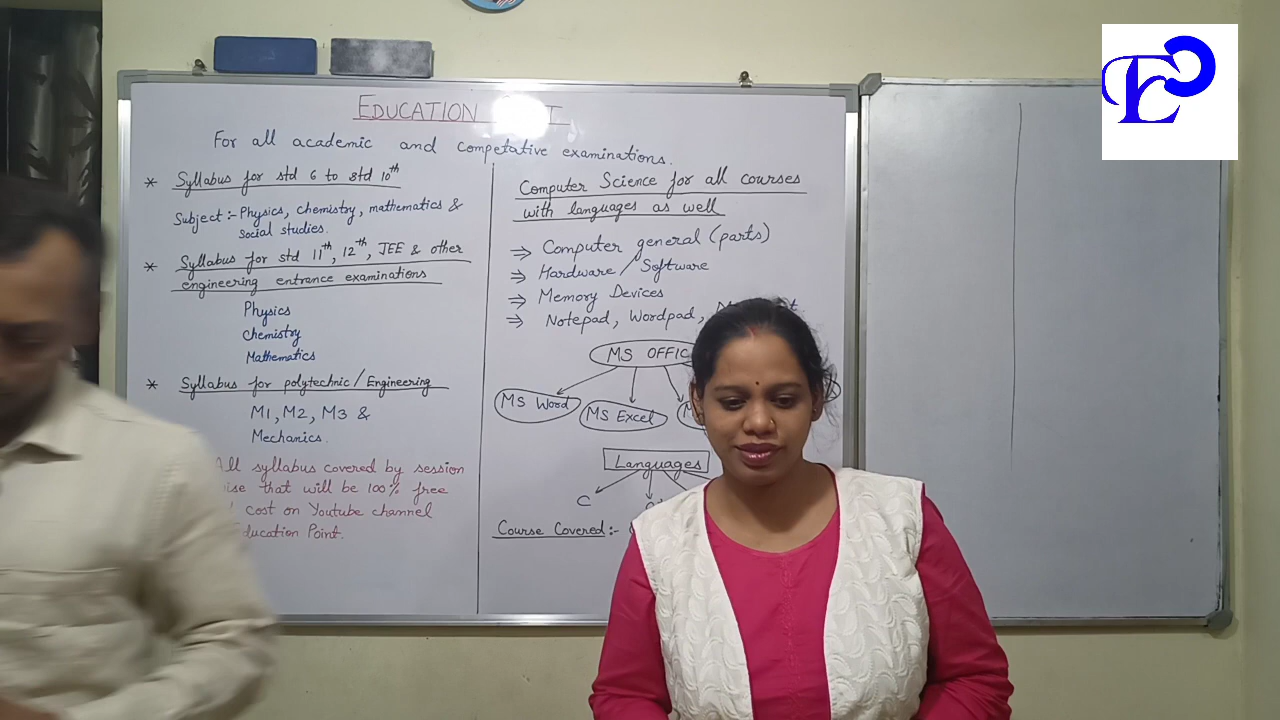 EDUCATION
For all academic and competative examinations.
* Syllabus for std 6 to std 10th
Subject :- Physics, chemistry, mathematics &
social studies.
* Syllabus for std 11th, 12th, JEE & other
engineering entrance examinations
Physics
Chemistry
Mathematics
* Syllabus for polytechnic / Engineering
M1, M2, M3 &
Mechanics.
All syllabus covered by session
that will be 100% free
cost on Youtube channel
Point.
Computer Science for all courses
with languages as well
⇒ Computer general (parts)
⇒ Hardware / Software
⇒ Memory Devices
⇒ Notepad, Wordpad,
MS OFFIC
MS Word
MS Excel
Languages
C
Course Covered :-